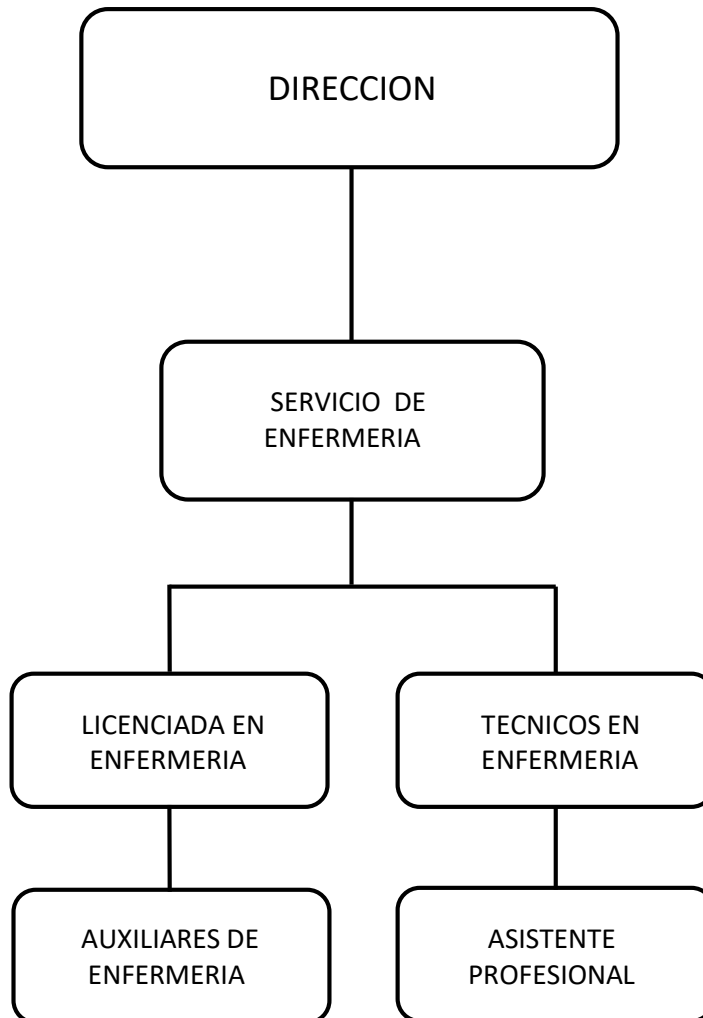 DIRECCION
SERVICIO DE
ENFERMERIA
LICENCIADA EN
ENFERMERIA
TECNICOS EN
ENFERMERIA
AUXILIARES DE
ENFERMERIA
ASISTENTE
PROFESIONAL